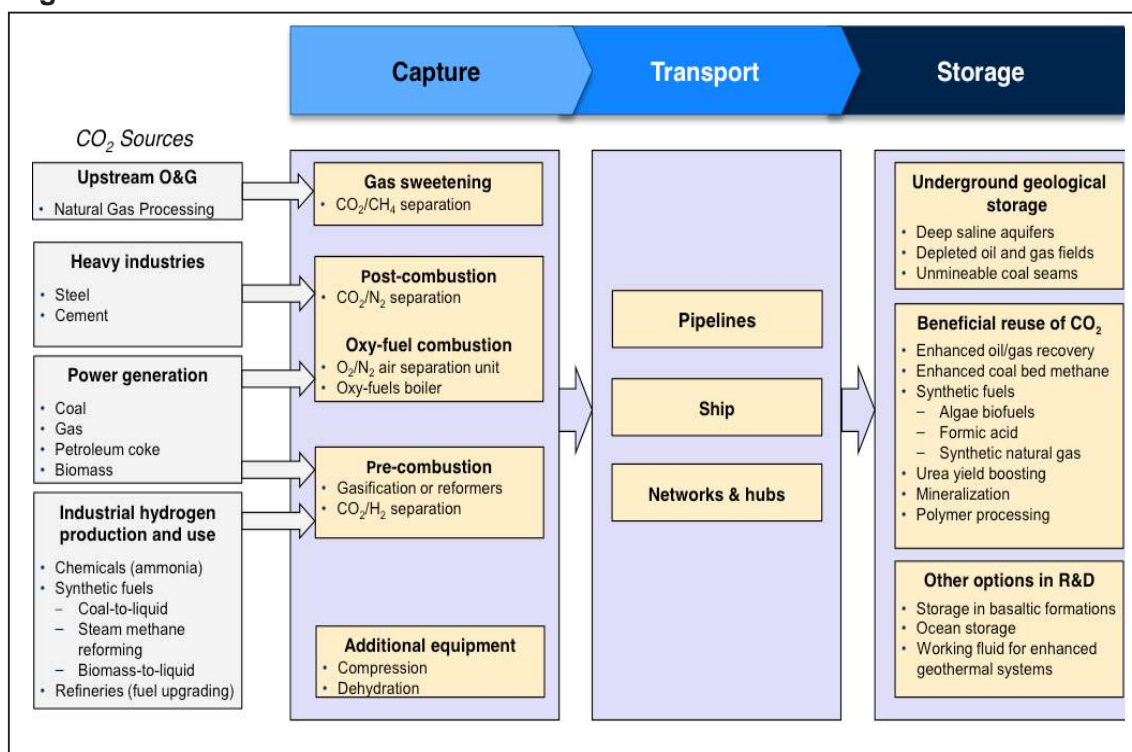 Capture
Transport
Storage
CO₂ Sources
Upstream O&G
• Natural Gas Processing
Heavy industries
• Steel
• Cement
Power generation
• Coal
• Gas
• Petroleum coke
• Biomass
Industrial hydrogen
production and use
• Chemicals (ammonia)
• Synthetic fuels
– Coal-to-liquid
– Steam methane
reforming
– Biomass-to-liquid
• Refineries (fuel upgrading)
Gas sweetening
• CO₂/CH₄ separation
Post-combustion
• CO₂/N₂ separation
Oxy-fuel combustion
• O₂/N₂ air separation unit
• Oxy-fuels boiler
Pre-combustion
• Gasification or reformers
• CO₂/H₂ separation
Additional equipment
• Compression
• Dehydration
Pipelines
Ship
Networks & hubs
Underground geological
storage
• Deep saline aquifers
• Depleted oil and gas fields
• Unmineable coal seams
Beneficial reuse of CO₂
• Enhanced oil/gas recovery
• Enhanced coal bed methane
• Synthetic fuels
– Algae biofuels
– Formic acid
– Synthetic natural gas
• Urea yield boosting
• Mineralization
• Polymer processing
Other options in R&D
• Storage in basaltic formations
• Ocean storage
• Working fluid for enhanced
geothermal systems